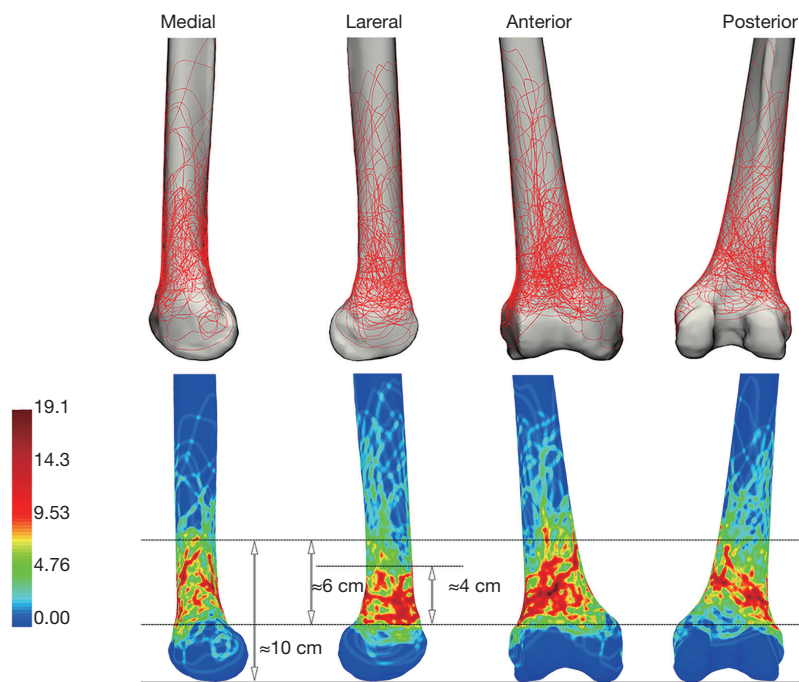 Medial
Lareral
Anterior
Posterior
19.1
14.3
9.53
4.76
0.00
≈6 cm
≈4 cm
≈10 cm